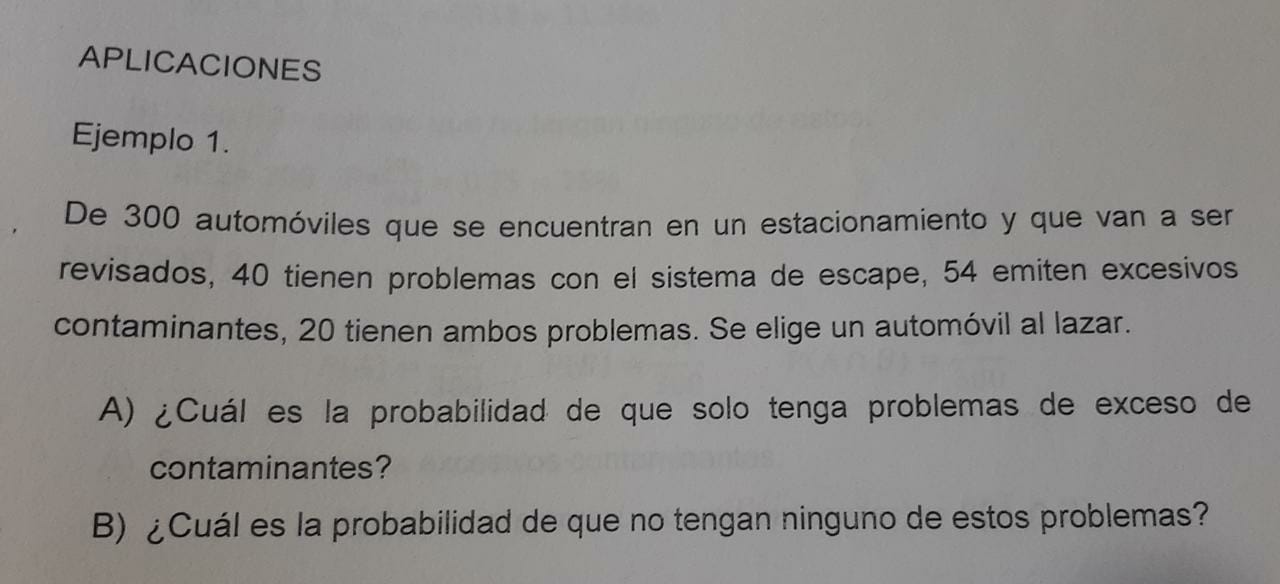 APLICACIONES
Ejemplo 1.
De 300 automóviles que se encuentran en un estacionamiento y que van a ser
revisados, 40 tienen problemas con el sistema de escape, 54 emiten excesivos
contaminantes, 20 tienen ambos problemas. Se elige un automóvil al lazar.
A) ¿Cuál es la probabilidad de que solo tenga problemas de exceso de
contaminantes?
B) ¿Cuál es la probabilidad de que no tengan ninguno de estos problemas?